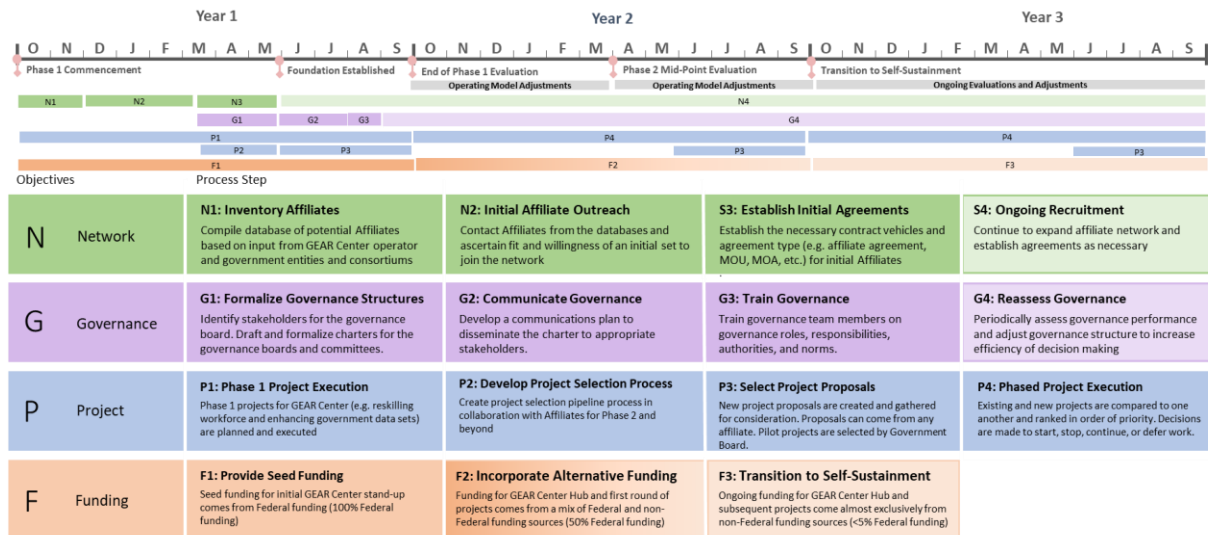 Year 1
Year 2
Year 3
O N D J F M A M J J A S O N D J F M A M J J A S O N D J F M A M J J A S
Phase 1 Commencement
Foundation Established
End of Phase 1 Evaluation
Phase 2 Mid-Point Evaluation
Transition to Self-Sustainment
Operating Model Adjustments
Operating Model Adjustments
Ongoing Evaluations and Adjustments
N1 N2 N3 N4
G1 G2 G3 G4
P1 P4 P4
P2 P3 P3 P3
F1 F2 F3
Objectives
Process Step
N
Network
N1: Inventory Affiliates
Compile database of potential Affiliates
based on input from GEAR Center operator
and government entities and consortiums
N2: Initial Affiliate Outreach
Contact Affiliates from the databases and
ascertain fit and willingness of an initial set to
join the network
S3: Establish Initial Agreements
Establish the necessary contract vehicles and
agreement type (e.g. affiliate agreement,
MOU, MOA, etc.) for initial Affiliates
S4: Ongoing Recruitment
Continue to expand affiliate network and
establish agreements as necessary
G
Governance
G1: Formalize Governance Structures
Identify stakeholders for the governance
board. Draft and formalize charters for the
governance boards and committees.
G2: Communicate Governance
Develop a communications plan to
disseminate the charter to appropriate
stakeholders.
G3: Train Governance
Train governance team members on
governance roles, responsibilities,
authorities, and norms.
G4: Reassess Governance
Periodically assess governance performance
and adjust governance structure to increase
efficiency of decision making
P
Project
P1: Phase 1 Project Execution
Phase 1 projects for GEAR Center (e.g. reskilling
workforce and enhancing government data sets)
are planned and executed
P2: Develop Project Selection Process
Create project selection pipeline process in
collaboration with Affiliates for Phase 2 and
beyond
P3: Select Project Proposals
New project proposals are created and gathered
for consideration. Proposals can come from any
affiliate. Pilot projects are selected by Government
Board.
P4: Phased Project Execution
Existing and new projects are compared to one
another and ranked in order of priority. Decisions
are made to start, stop, continue, or defer work.
F
Funding
F1: Provide Seed Funding
Seed funding for initial GEAR Center stand-up
comes from Federal funding (100% Federal
funding)
F2: Incorporate Alternative Funding
Funding for GEAR Center Hub and first round of
projects comes from a mix of Federal and non-
Federal funding sources (50% Federal funding)
F3: Transition to Self-Sustainment
Ongoing funding for GEAR Center Hub and
subsequent projects come almost exclusively from
non-Federal funding sources (<5% Federal funding)